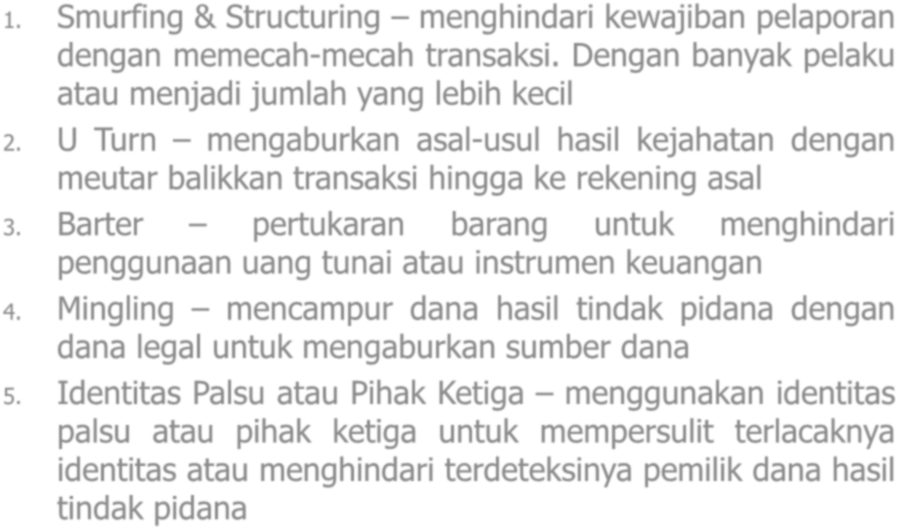 1. Smurfing & Structuring – menghindari kewajiban pelaporan
dengan memecah-mecah transaksi. Dengan banyak pelaku
atau menjadi jumlah yang lebih kecil
2. U Turn – mengaburkan asal-usul hasil kejahatan dengan
meutar balikkan transaksi hingga ke rekening asal
3. Barter – pertukaran barang untuk menghindari
penggunaan uang tunai atau instrumen keuangan
4. Mingling – mencampur dana hasil tindak pidana dengan
dana legal untuk mengaburkan sumber dana
5. Identitas Palsu atau Pihak Ketiga – menggunakan identitas
palsu atau pihak ketiga untuk mempersulit terlacaknya
identitas atau menghindari terdeteksinya pemilik dana hasil
tindak pidana